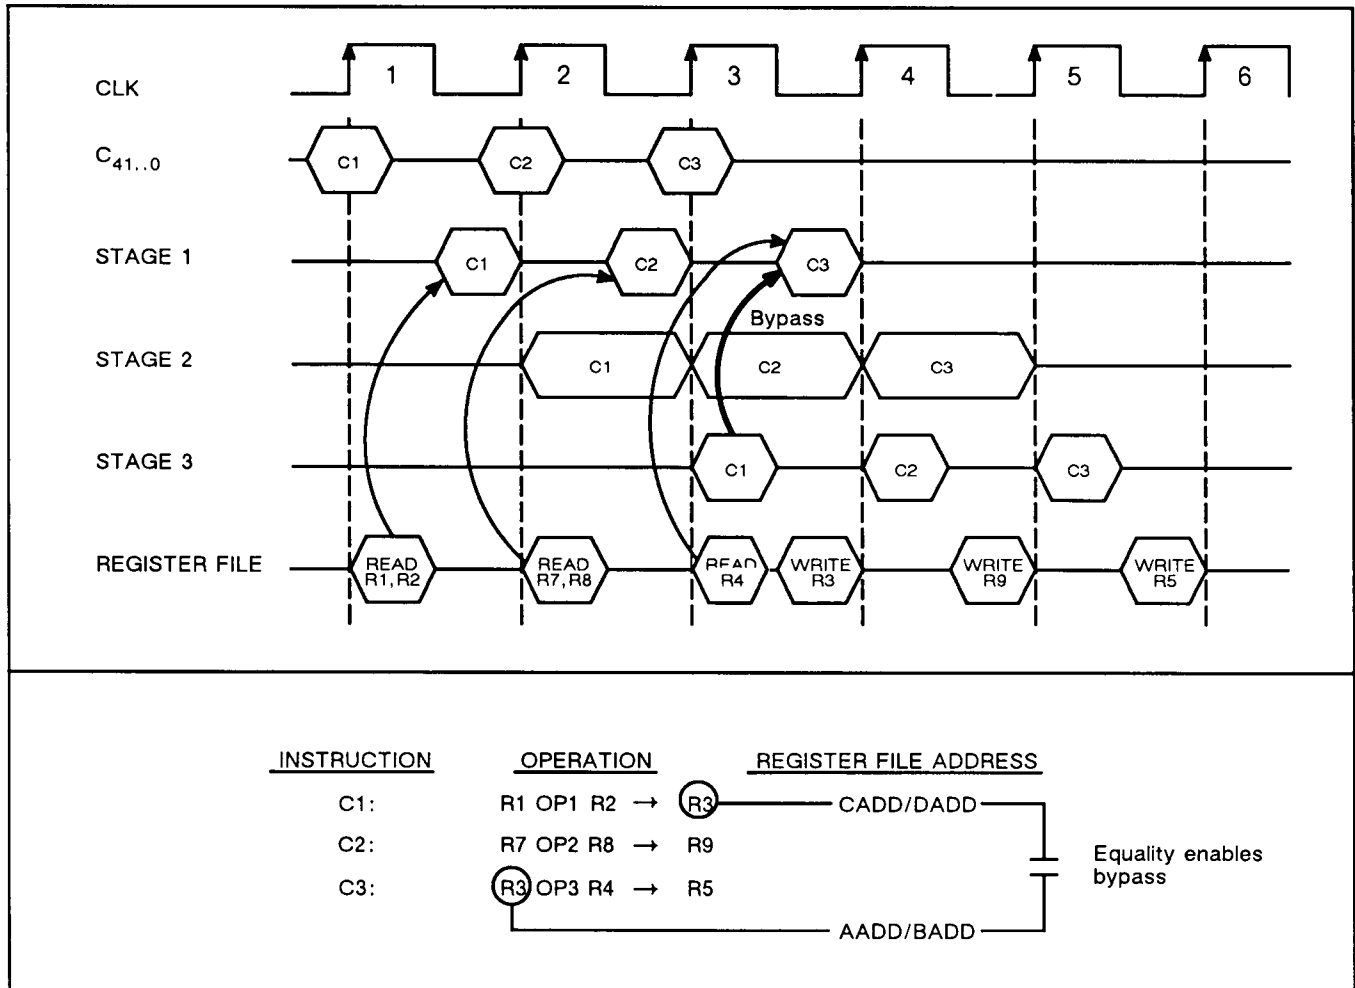 CLK 1 2 3 4 5 6
C41..0 C1 C2 C3
STAGE 1 C1 C2 C3
Bypass
STAGE 2 C1 C2 C3
STAGE 3 C1 C2 C3
REGISTER FILE READ R1, R2 READ R7, R8 READ R4 WRITE R3 WRITE R9 WRITE R5
INSTRUCTION OPERATION REGISTER FILE ADDRESS
C1: R1 OP1 R2 → R3 CADD/DADD
C2: R7 OP2 R8 → R9 Equality enables
bypass
C3: R3 OP3 R4 → R5
AADD/BADD